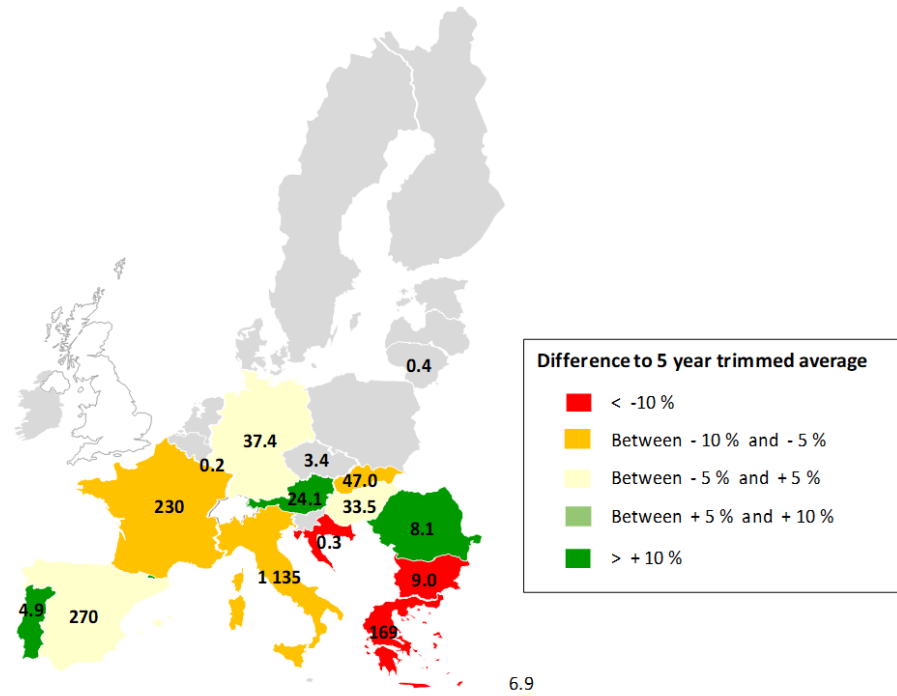 0.4
37.4
0.2
3.4
47.0
24.1
33.5
230
8.1
0.3
1 135
9.0
4.9
270
169
6.9
Difference to 5 year trimmed average
< -10 %
Between - 10 % and - 5 %
Between - 5 % and + 5 %
Between + 5 % and + 10 %
> + 10 %